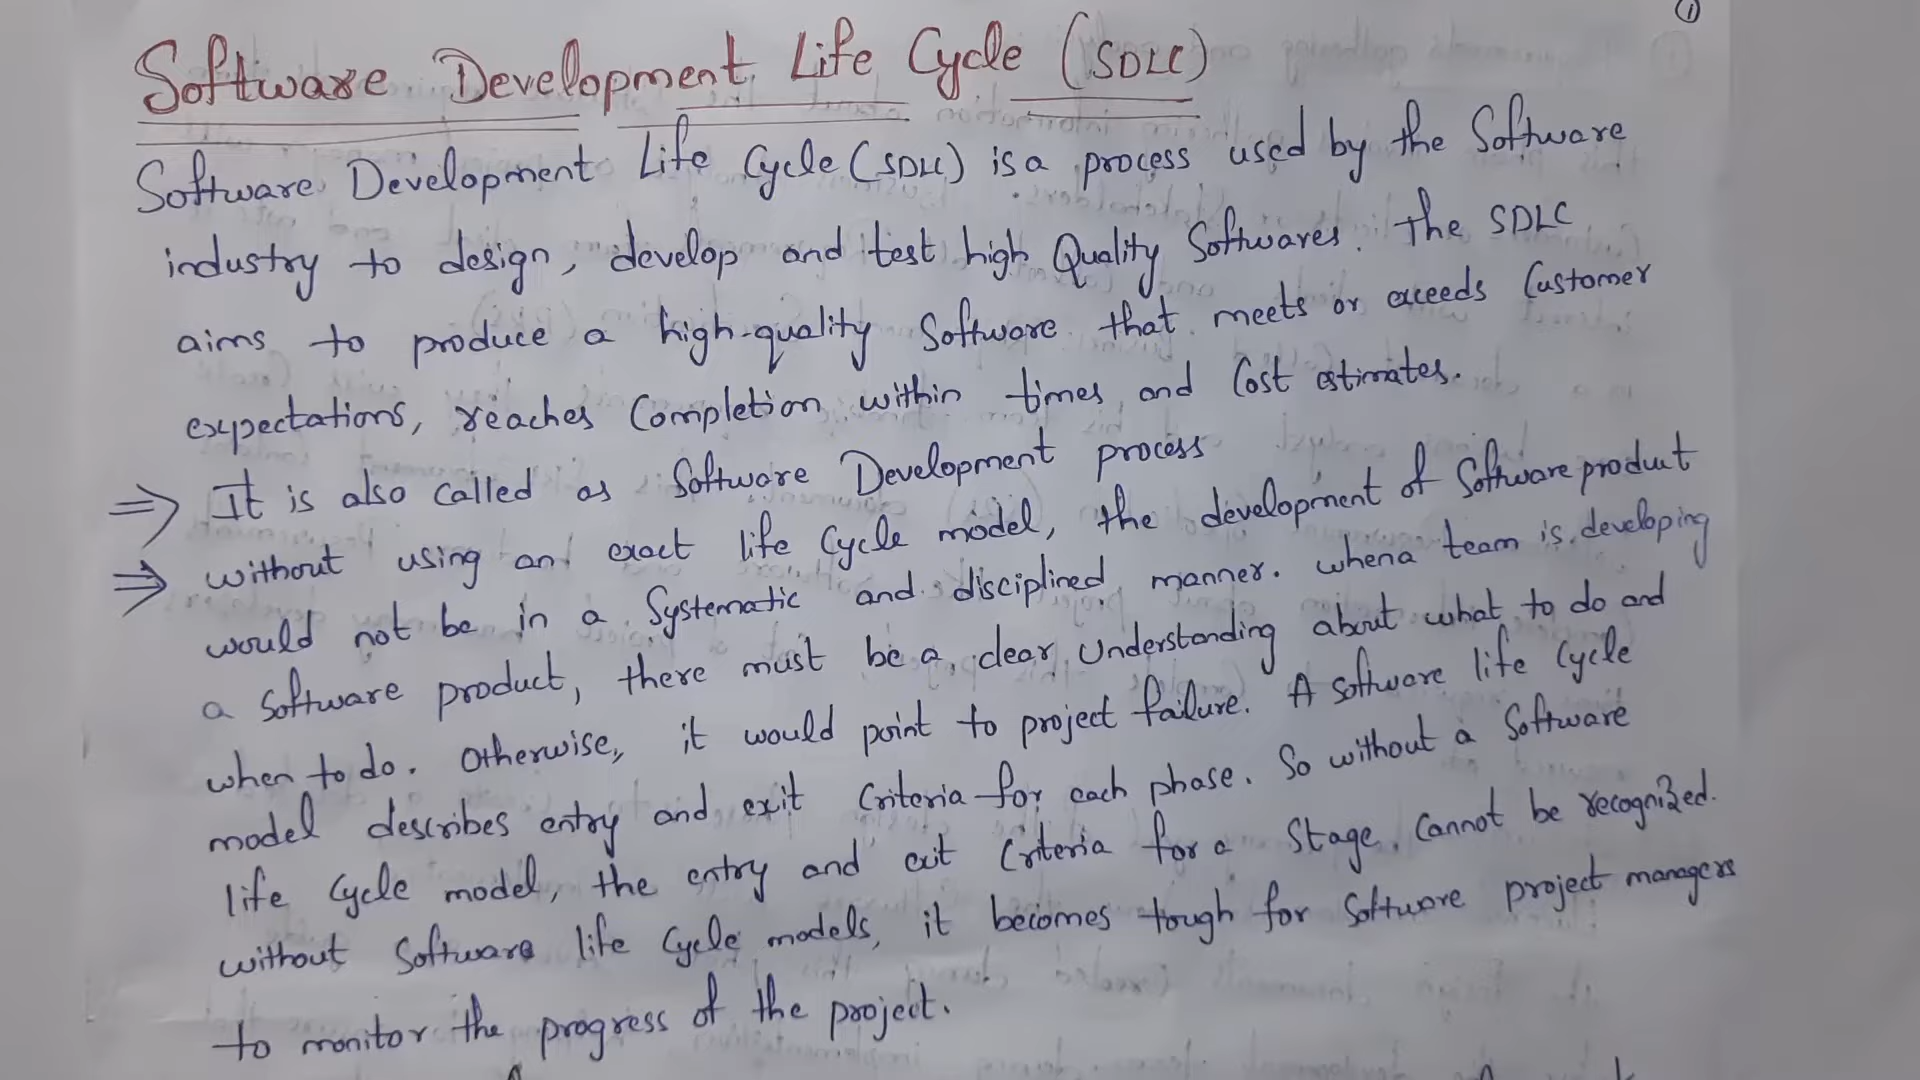 ①
Software Development Life Cycle (SDLC)
Software Development Life Cycle (SDLC) is a process used by the Software
industry to design, develop and test high Quality Softwares. The SDLC
aims to produce a high-quality Software that meets or exceeds Customer
expectations, reaches Completion within times and Cost estimates.
⇒ It is also called as Software Development process
⇒ without using an exact life Cycle model, the development of Software product
would not be in a Systematic and disciplined manner. when a team is developing
a Software product, there must be a clear Understanding about what to do and
when to do. Otherwise, it would point to project failure. A Software life Cycle
model describes entry and exit Criteria for each phase. So without a Software
life Cycle model, the entry and exit Criteria for a Stage Cannot be recognized.
without Software life Cycle models, it becomes tough for Software project managers
to monitor the progress of the project.